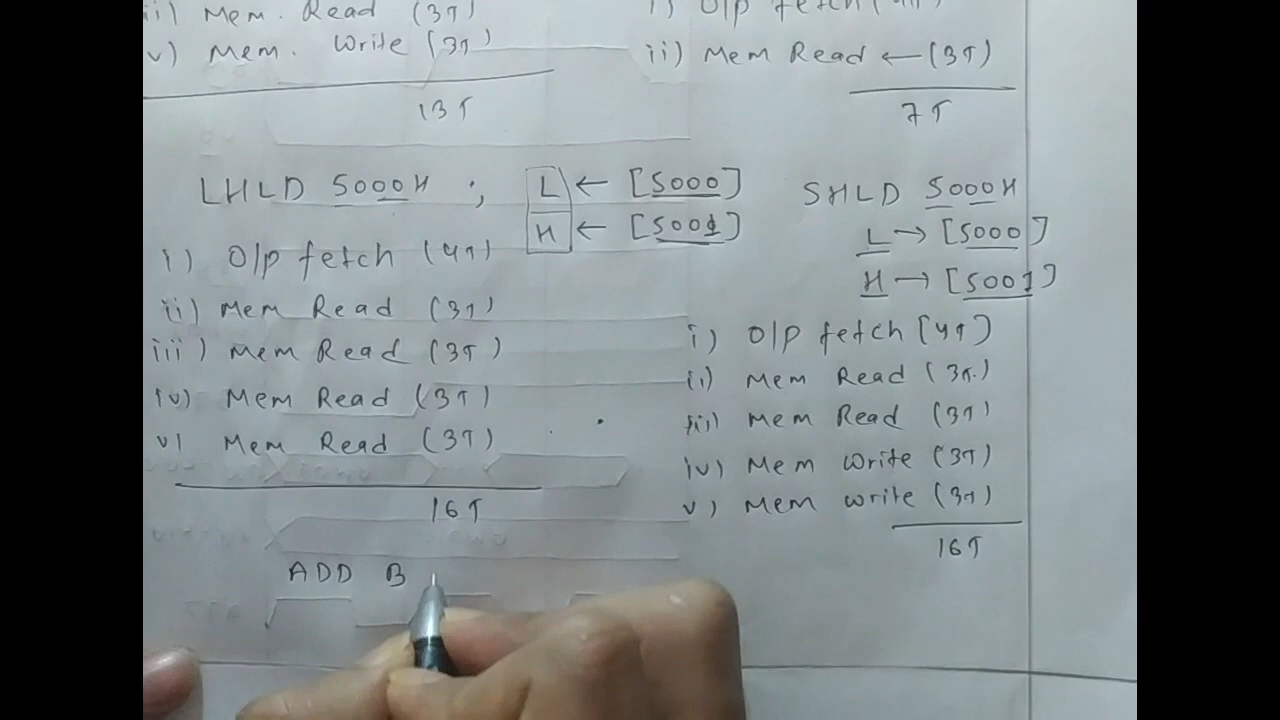 ii) Mem. Read (3T)
v) Mem. Write (3T)
13T
i) O/p fetch (4T)
ii) Mem Read ← (3T)
7T
LHLD 5000H ; L ← [5000]
H ← [5001]
i) O/p fetch (4T)
ii) Mem Read (3T)
iii) Mem Read (3T)
iv) Mem Read (3T)
v) Mem Read (3T)
16T
ADD B
SHLD 5000H
L → [5000]
H → [5001]
i) O/p fetch [4T]
ii) Mem Read (3T.)
iii) Mem Read (3T)
iv) Mem Write (3T)
v) Mem write (3T)
16T